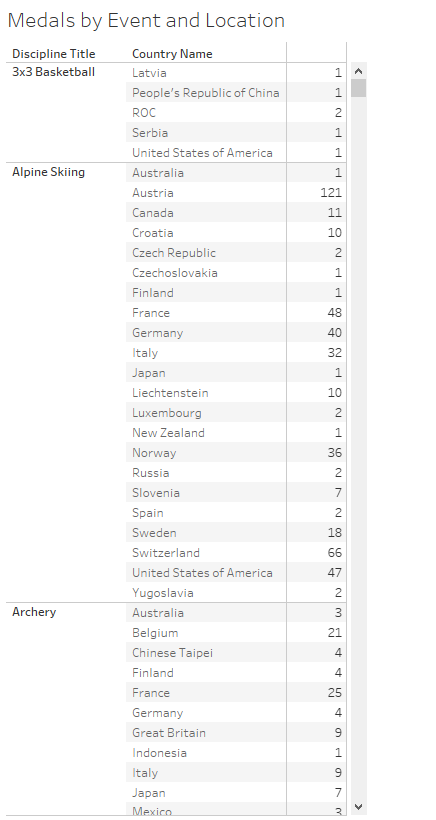 Medals by Event and Location
Discipline Title Country Name
3x3 Basketball Latvia 1
People's Republic of China 1
ROC 2
Serbia 1
United States of America 1
Alpine Skiing Australia 1
Austria 121
Canada 11
Croatia 10
Czech Republic 2
Czechoslovakia 1
Finland 1
France 48
Germany 40
Italy 32
Japan 1
Liechtenstein 10
Luxembourg 2
New Zealand 1
Norway 36
Russia 2
Slovenia 7
Spain 2
Sweden 18
Switzerland 66
United States of America 47
Yugoslavia 2
Archery Australia 3
Belgium 21
Chinese Taipei 4
Finland 4
France 25
Germany 4
Great Britain 9
Indonesia 1
Italy 9
Japan 7
Mexico 3